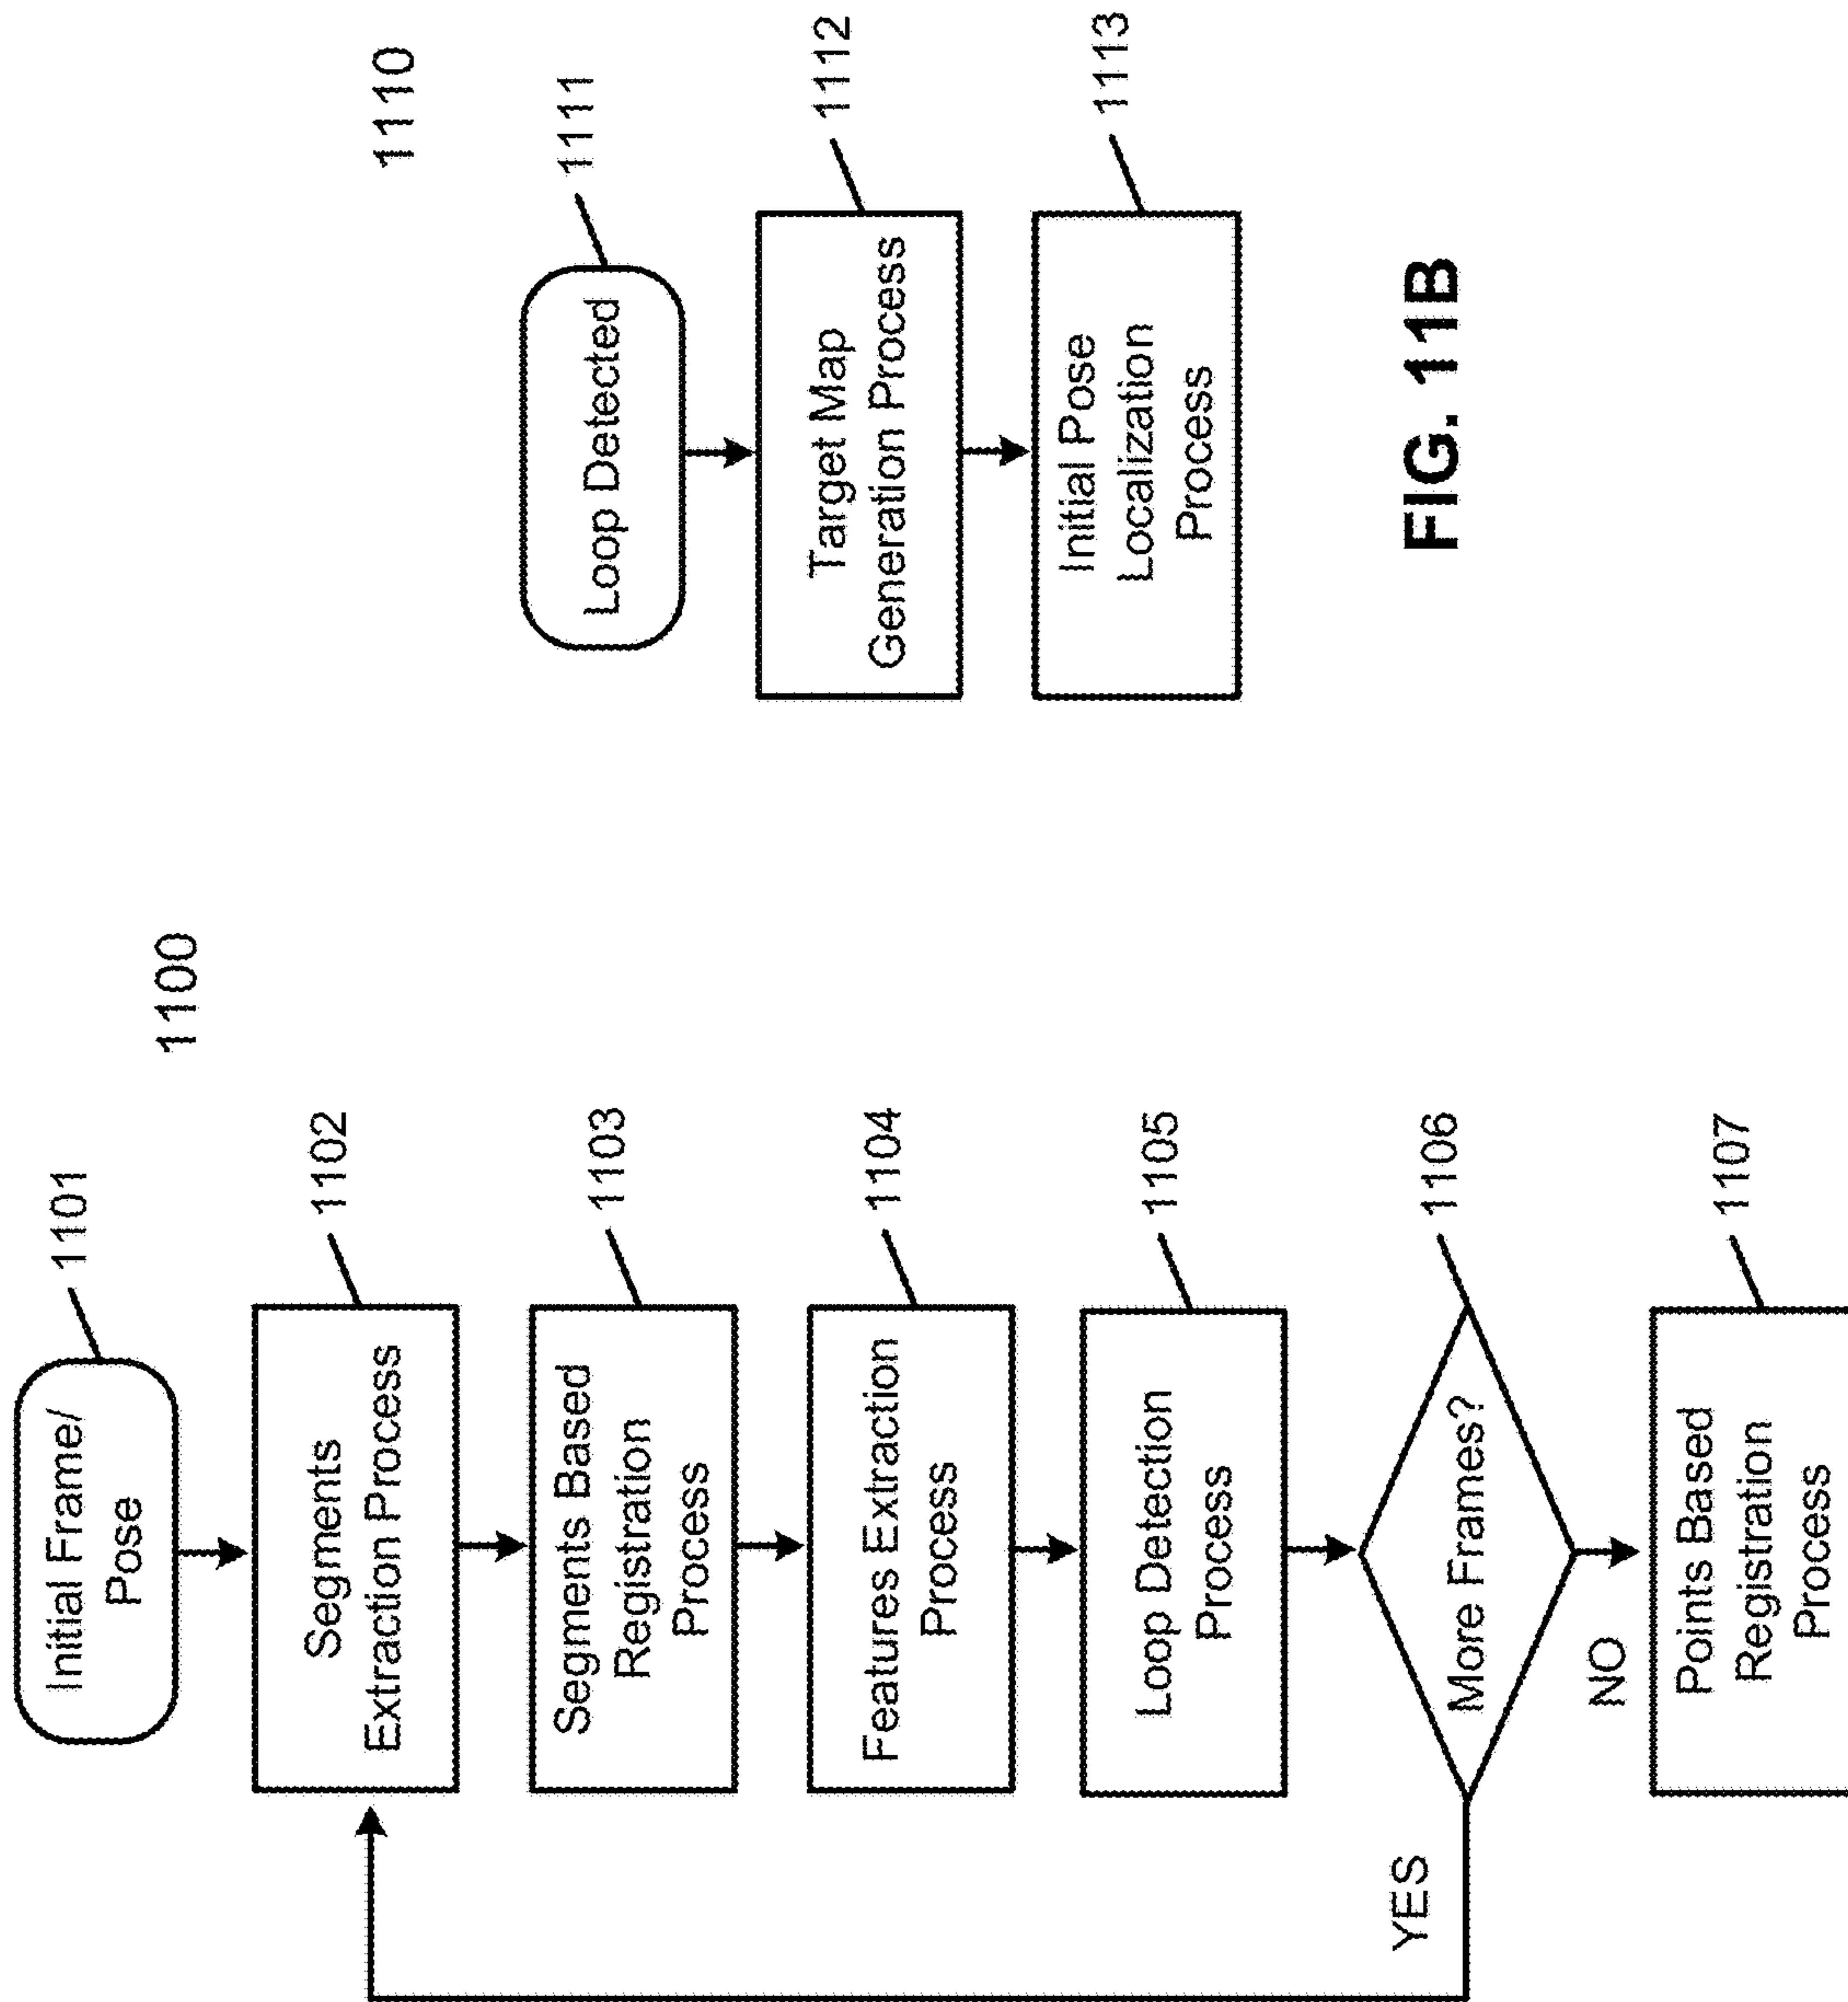 1100
Initial Frame/
Pose
1101
Segments
Extraction Process
1102
Segments Based
Registration
Process
1103
Features Extraction
Process
1104
Loop Detection
Process
1105
More Frames?
1106
YES
NO
Points Based
Registration
Process
1107
1110
Loop Detected
1111
Target Map
Generation Process
1112
Initial Pose
Localization
Process
1113
FIG. 11B